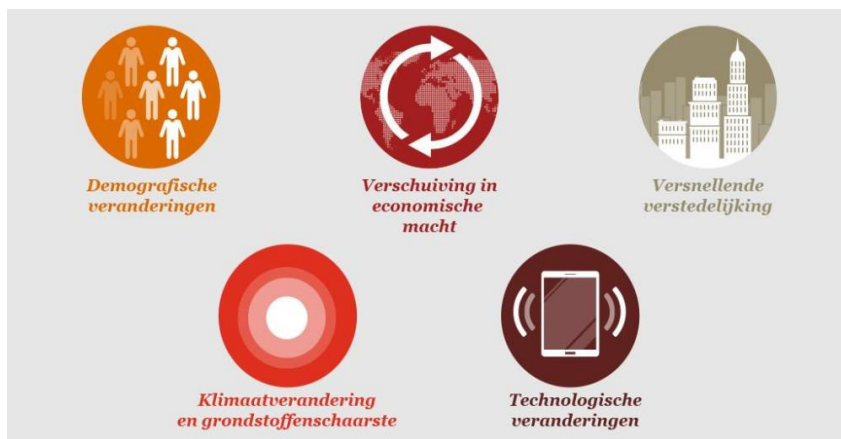 Demografische
veranderingen
Verschuiving in
economische
macht
Versnellende
verstedelijking
Klimaatverandering
en grondstoffenschaarste
Technologische
veranderingen